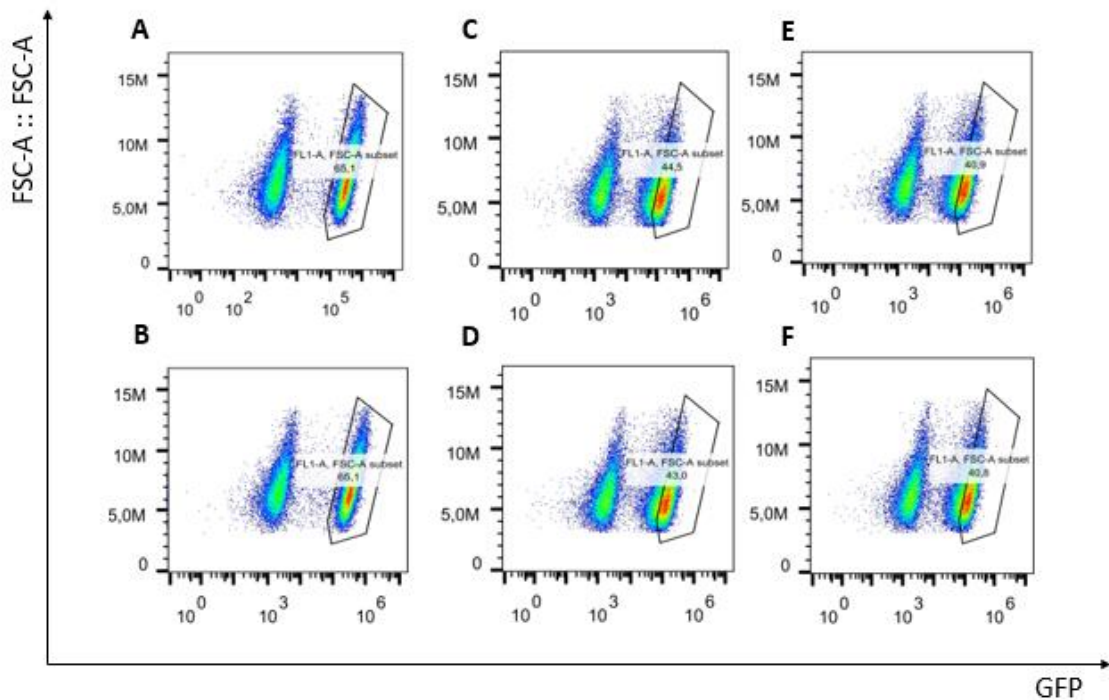 FSC-A :: FSC-A
A
15M
10M
5,0M
0
FL1-A, FSC-A subset
65,1
10^0 10^2 10^5
C
15M
10M
5,0M
0
FL1-A, FSC-A subset
44,5
10^0 10^3 10^6
E
15M
10M
5,0M
0
FL1-A, FSC-A subset
40,9
10^0 10^3 10^6
B
15M
10M
5,0M
0
FL1-A, FSC-A subset
65,1
10^0 10^3 10^6
D
15M
10M
5,0M
0
FL1-A, FSC-A subset
43,0
10^0 10^3 10^6
F
15M
10M
5,0M
0
FL1-A, FSC-A subset
40,8
10^0 10^3 10^6
GFP